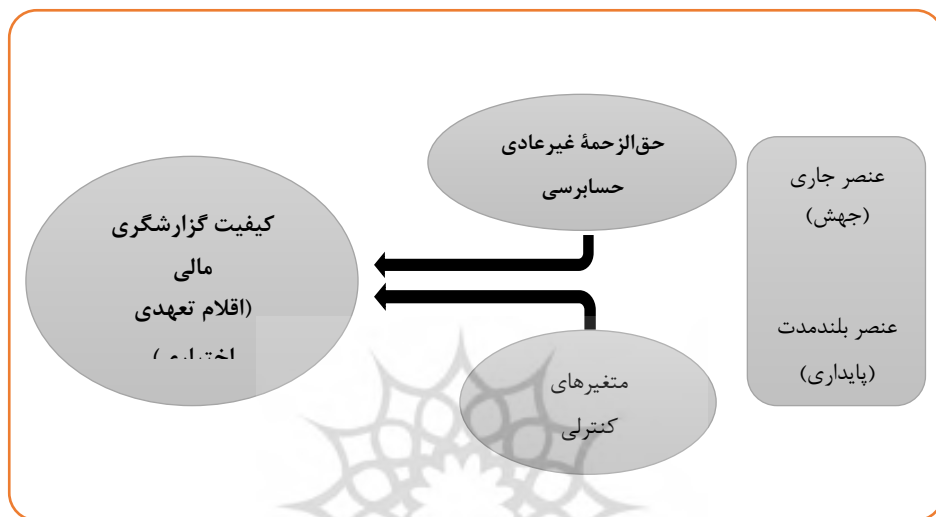 عنصر جاری
(جهش)
عنصر بلندمدت
(پایداری)
حق‌الزحمهٔ غیرعادی
حسابرسی
متغیرهای
کنترلی
کیفیت گزارشگری
مالی
(اقلام تعهدی